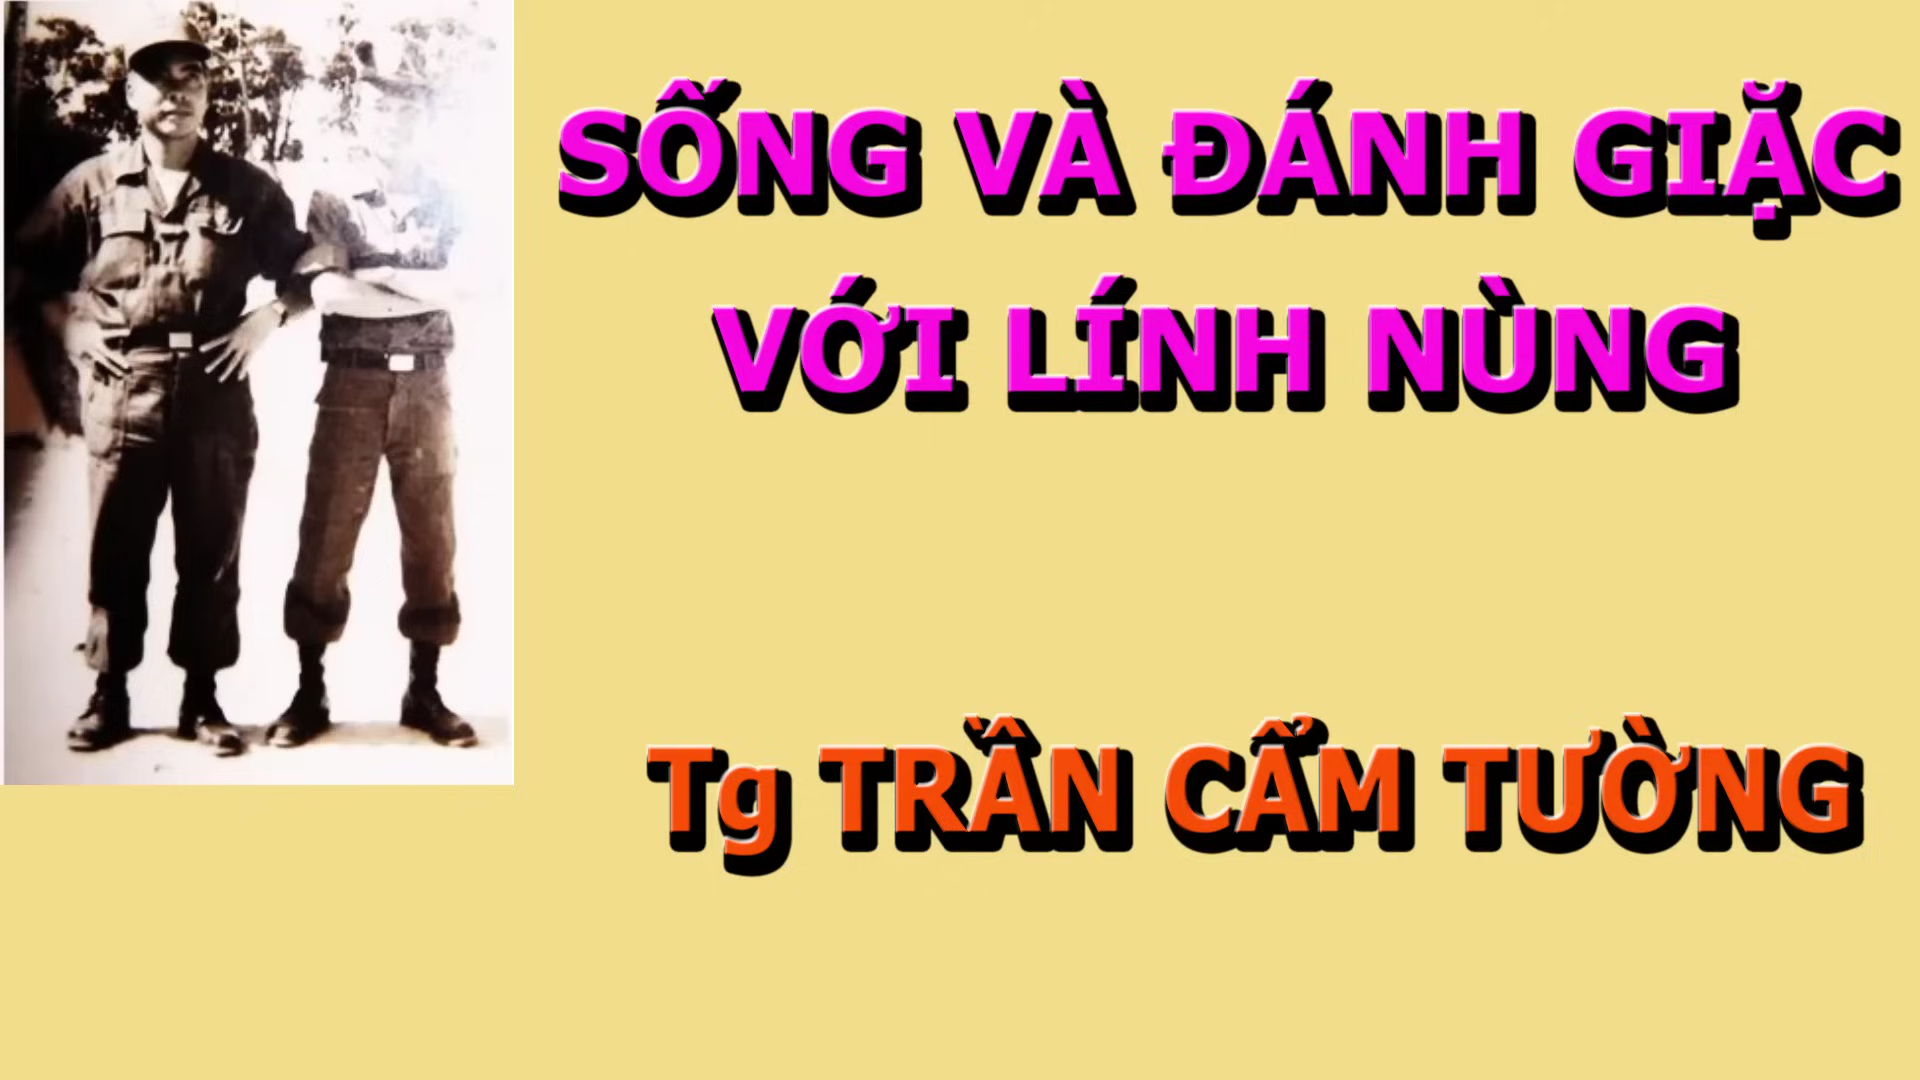 SỐNG VÀ ĐÁNH GIẶC
VỚI LÍNH NÙNG
Tg TRẦN CẨM TƯỜNG